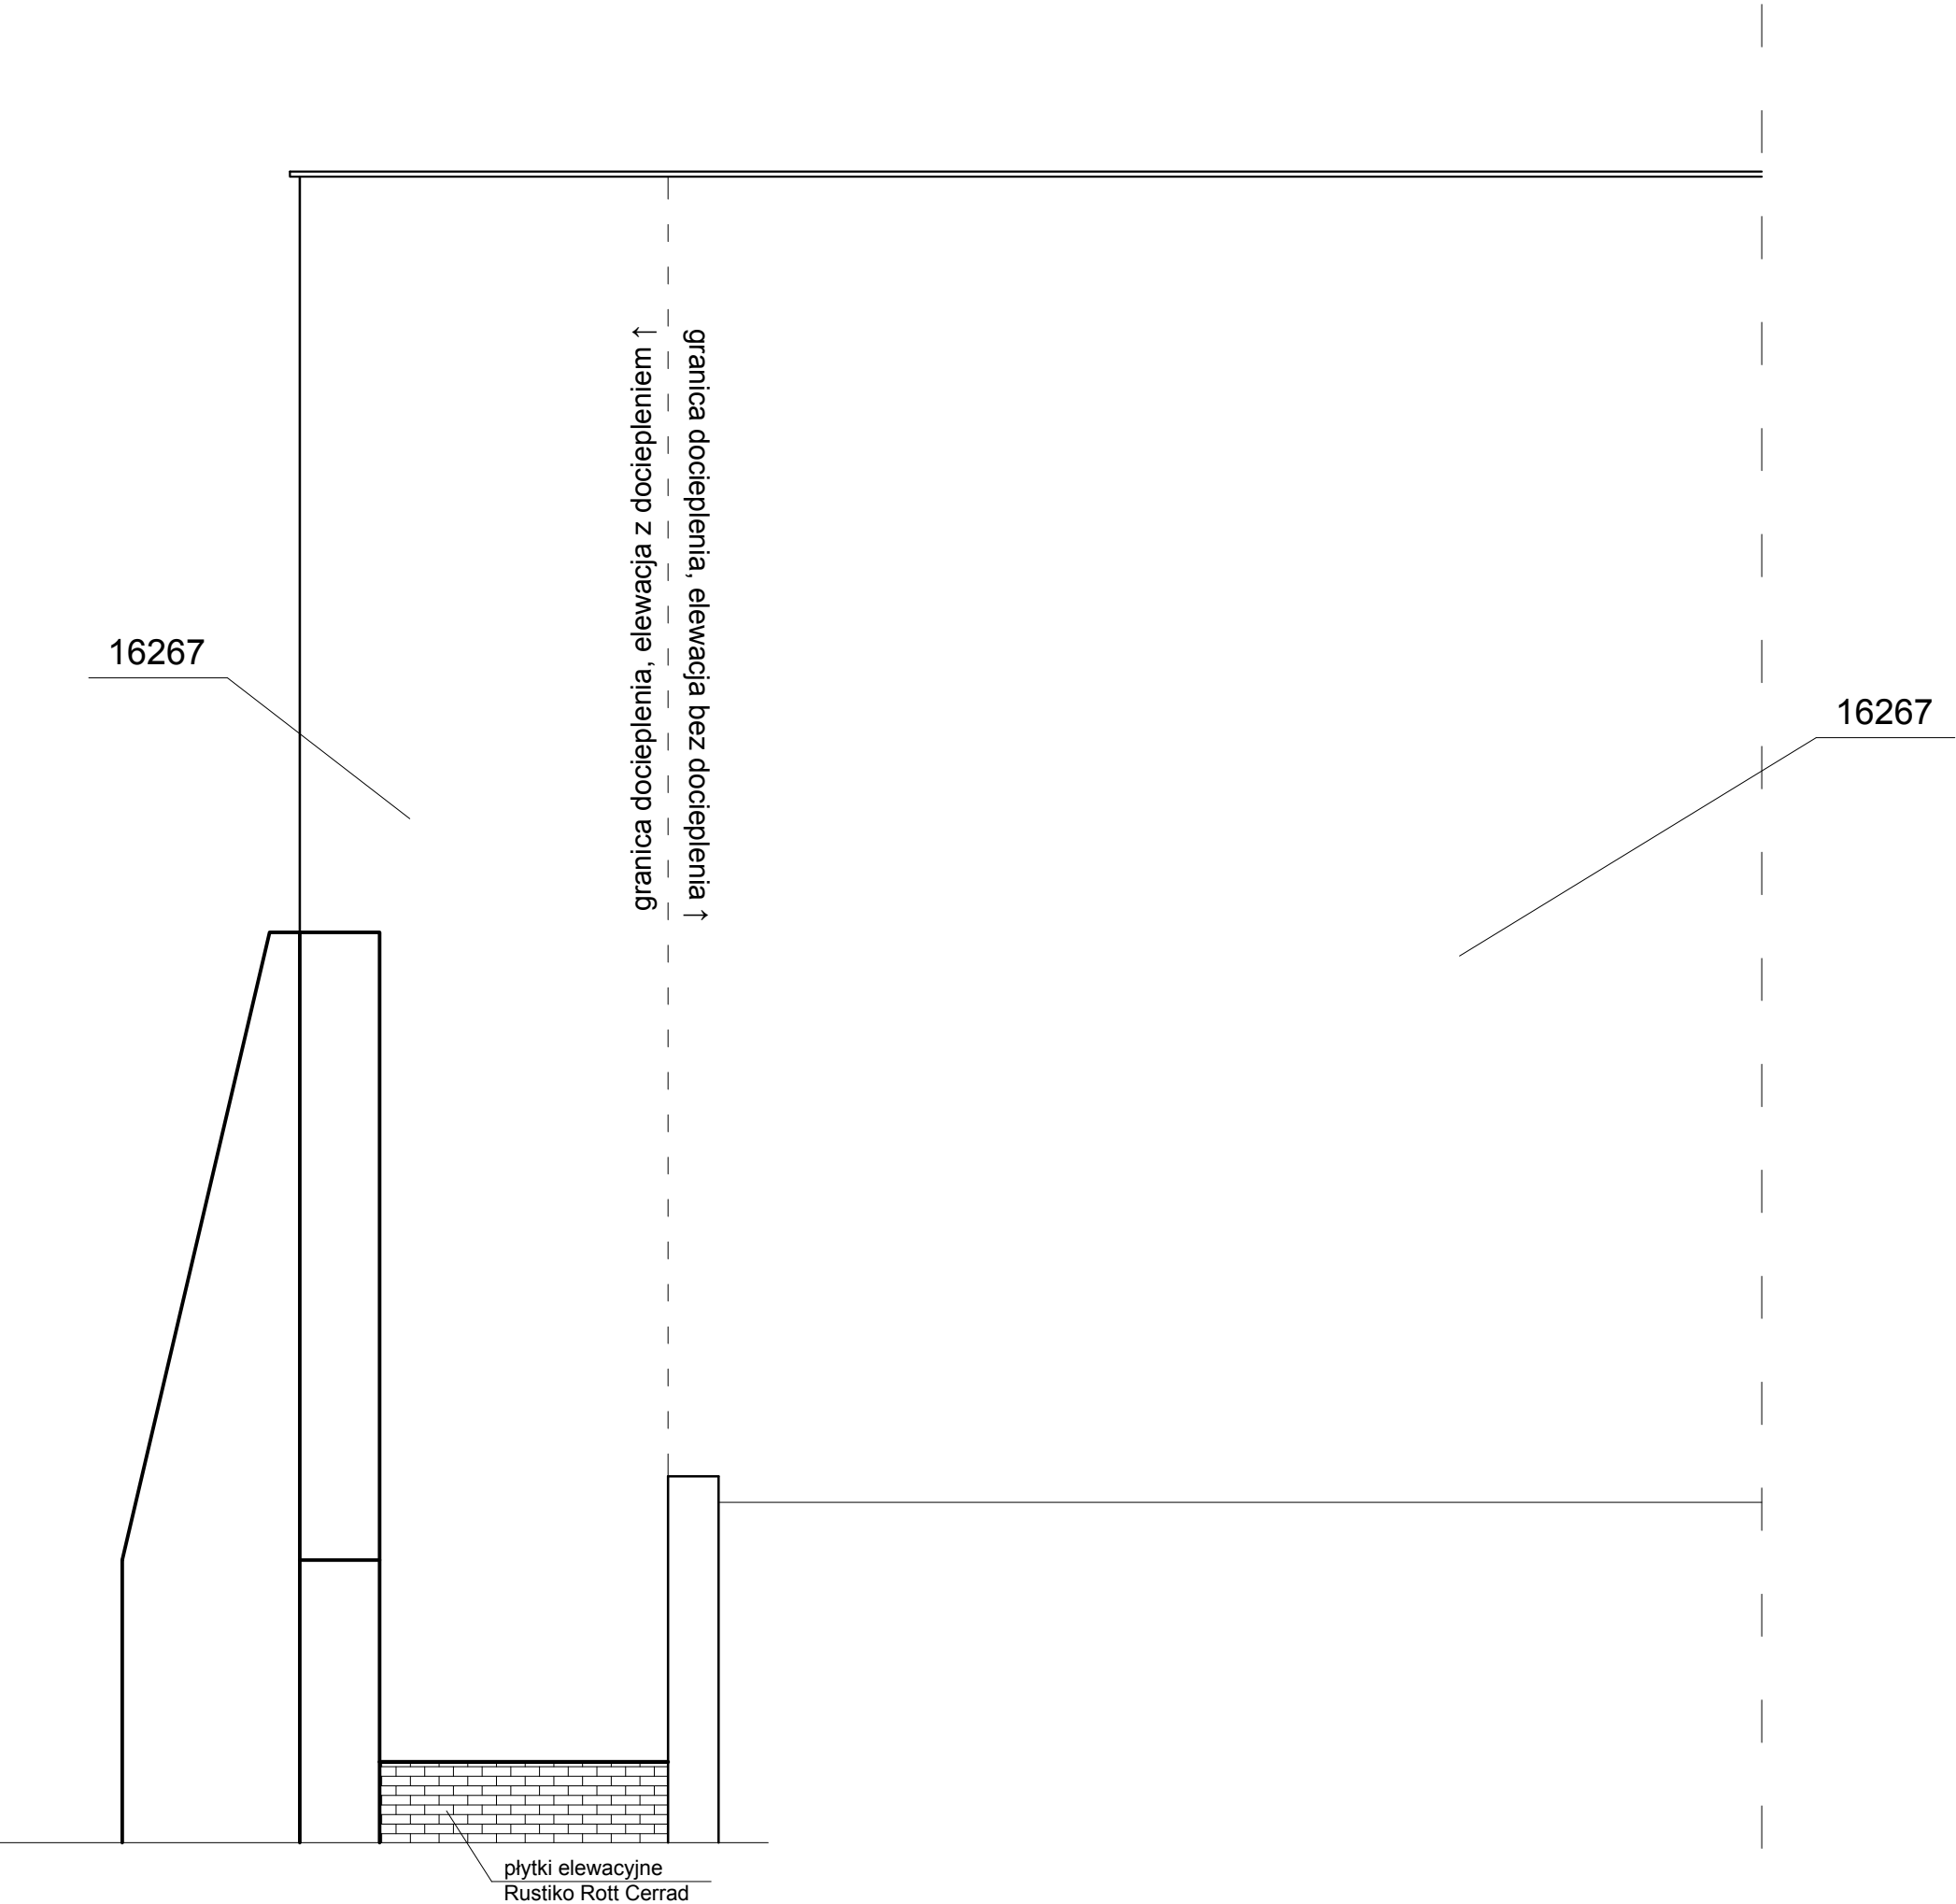 granica docieplenia, elewacja z dociepleniem ↑
granica docieplenia, elewacja bez docieplenia ↑
16267
16267
płytki elewacyjne
Rustiko Rott Cerrad